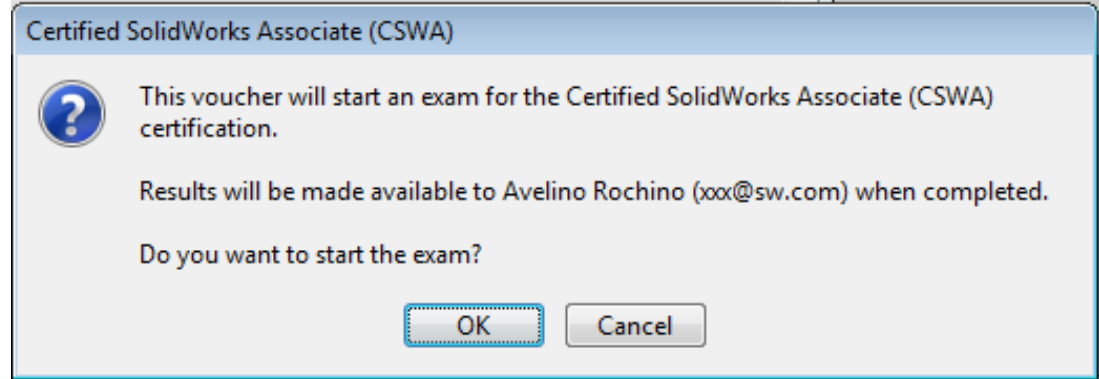 Certified SolidWorks Associate (CSWA)
This voucher will start an exam for the Certified SolidWorks Associate (CSWA)
certification.
Results will be made available to Avelino Rochino (xxx@sw.com) when completed.
Do you want to start the exam?
OK
Cancel